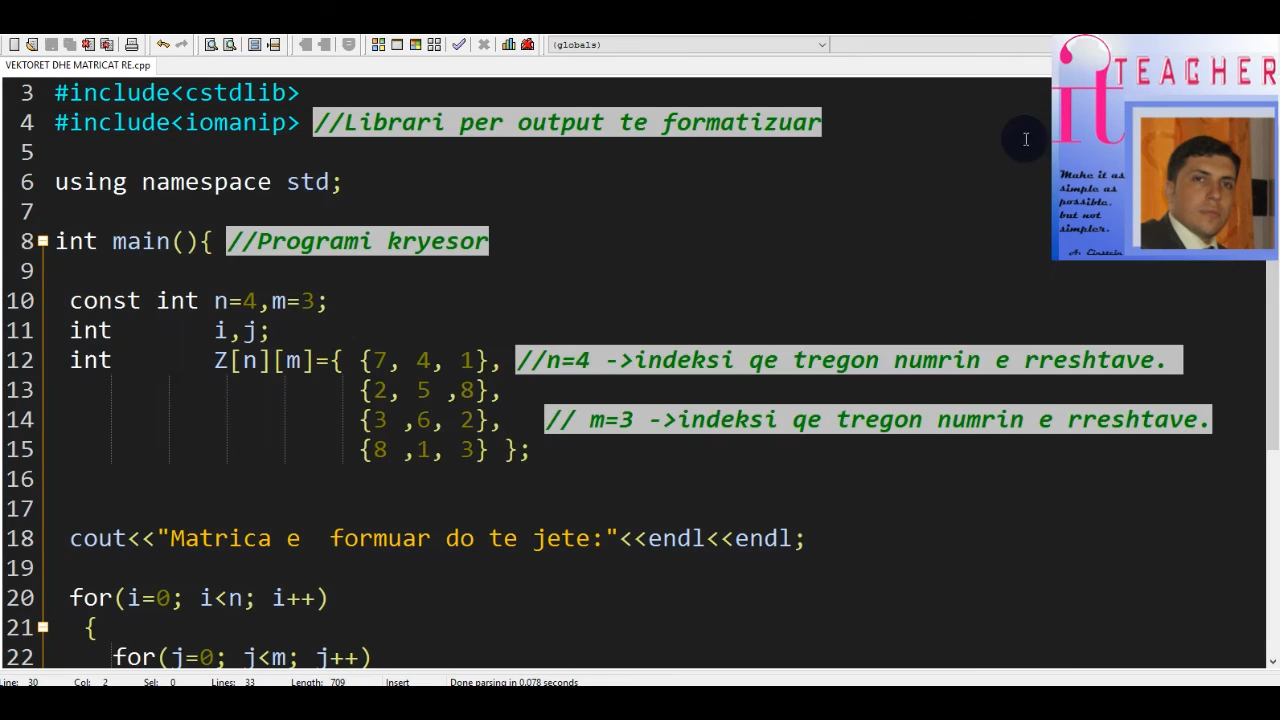 (globals)
VEKTORET DHE MATRICAT RE.cpp
3 #include<cstdlib>
4 #include<iomanip> //Librari per output te formatizuar
5
6 using namespace std;
7
8 int main(){ //Programi kryesor
9
10 const int n=4,m=3;
11 int i,j;
12 int Z[n][m]={ {7, 4, 1}, //n=4 ->indeksi qe tregon numrin e rreshtave.
13 {2, 5 ,8},
14 {3 ,6, 2}, // m=3 ->indeksi qe tregon numrin e rreshtave.
15 {8 ,1, 3} };
16
17
18 cout<<"Matrica e  formuar do te jete:"<<endl<<endl;
19
20 for(i=0; i<n; i++)
21 {
22 for(j=0; j<m; j++)
it TEACHER
Make it as
simple as
possible,
but not
simpler.
A. Einstein
Line: 30 Col: 2 Sel: 0 Lines: 33 Length: 709 Insert Done parsing in 0.078 seconds